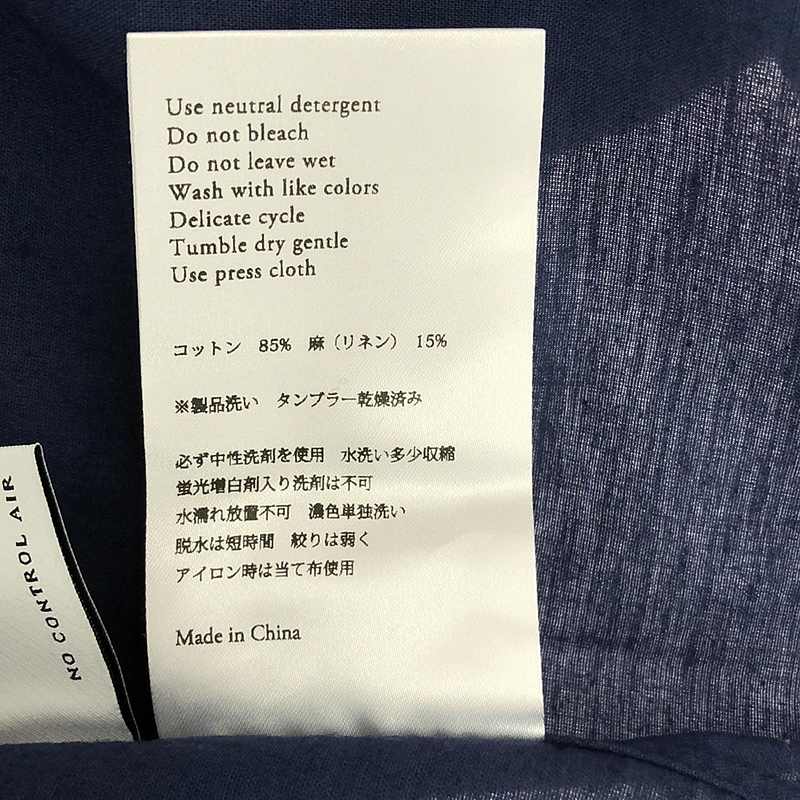 Use neutral detergent
Do not bleach
Do not leave wet
Wash with like colors
Delicate cycle
Tumble dry gentle
Use press cloth
コットン 85% 麻（リネン） 15%
※製品洗い タンブラー乾燥済み
必ず中性洗剤を使用 水洗い多少収縮
蛍光増白剤入り洗剤は不可
水濡れ放置不可 濃色単独洗い
脱水は短時間 絞りは弱く
アイロン時は当て布使用
Made in China
NO CONTROL AIR